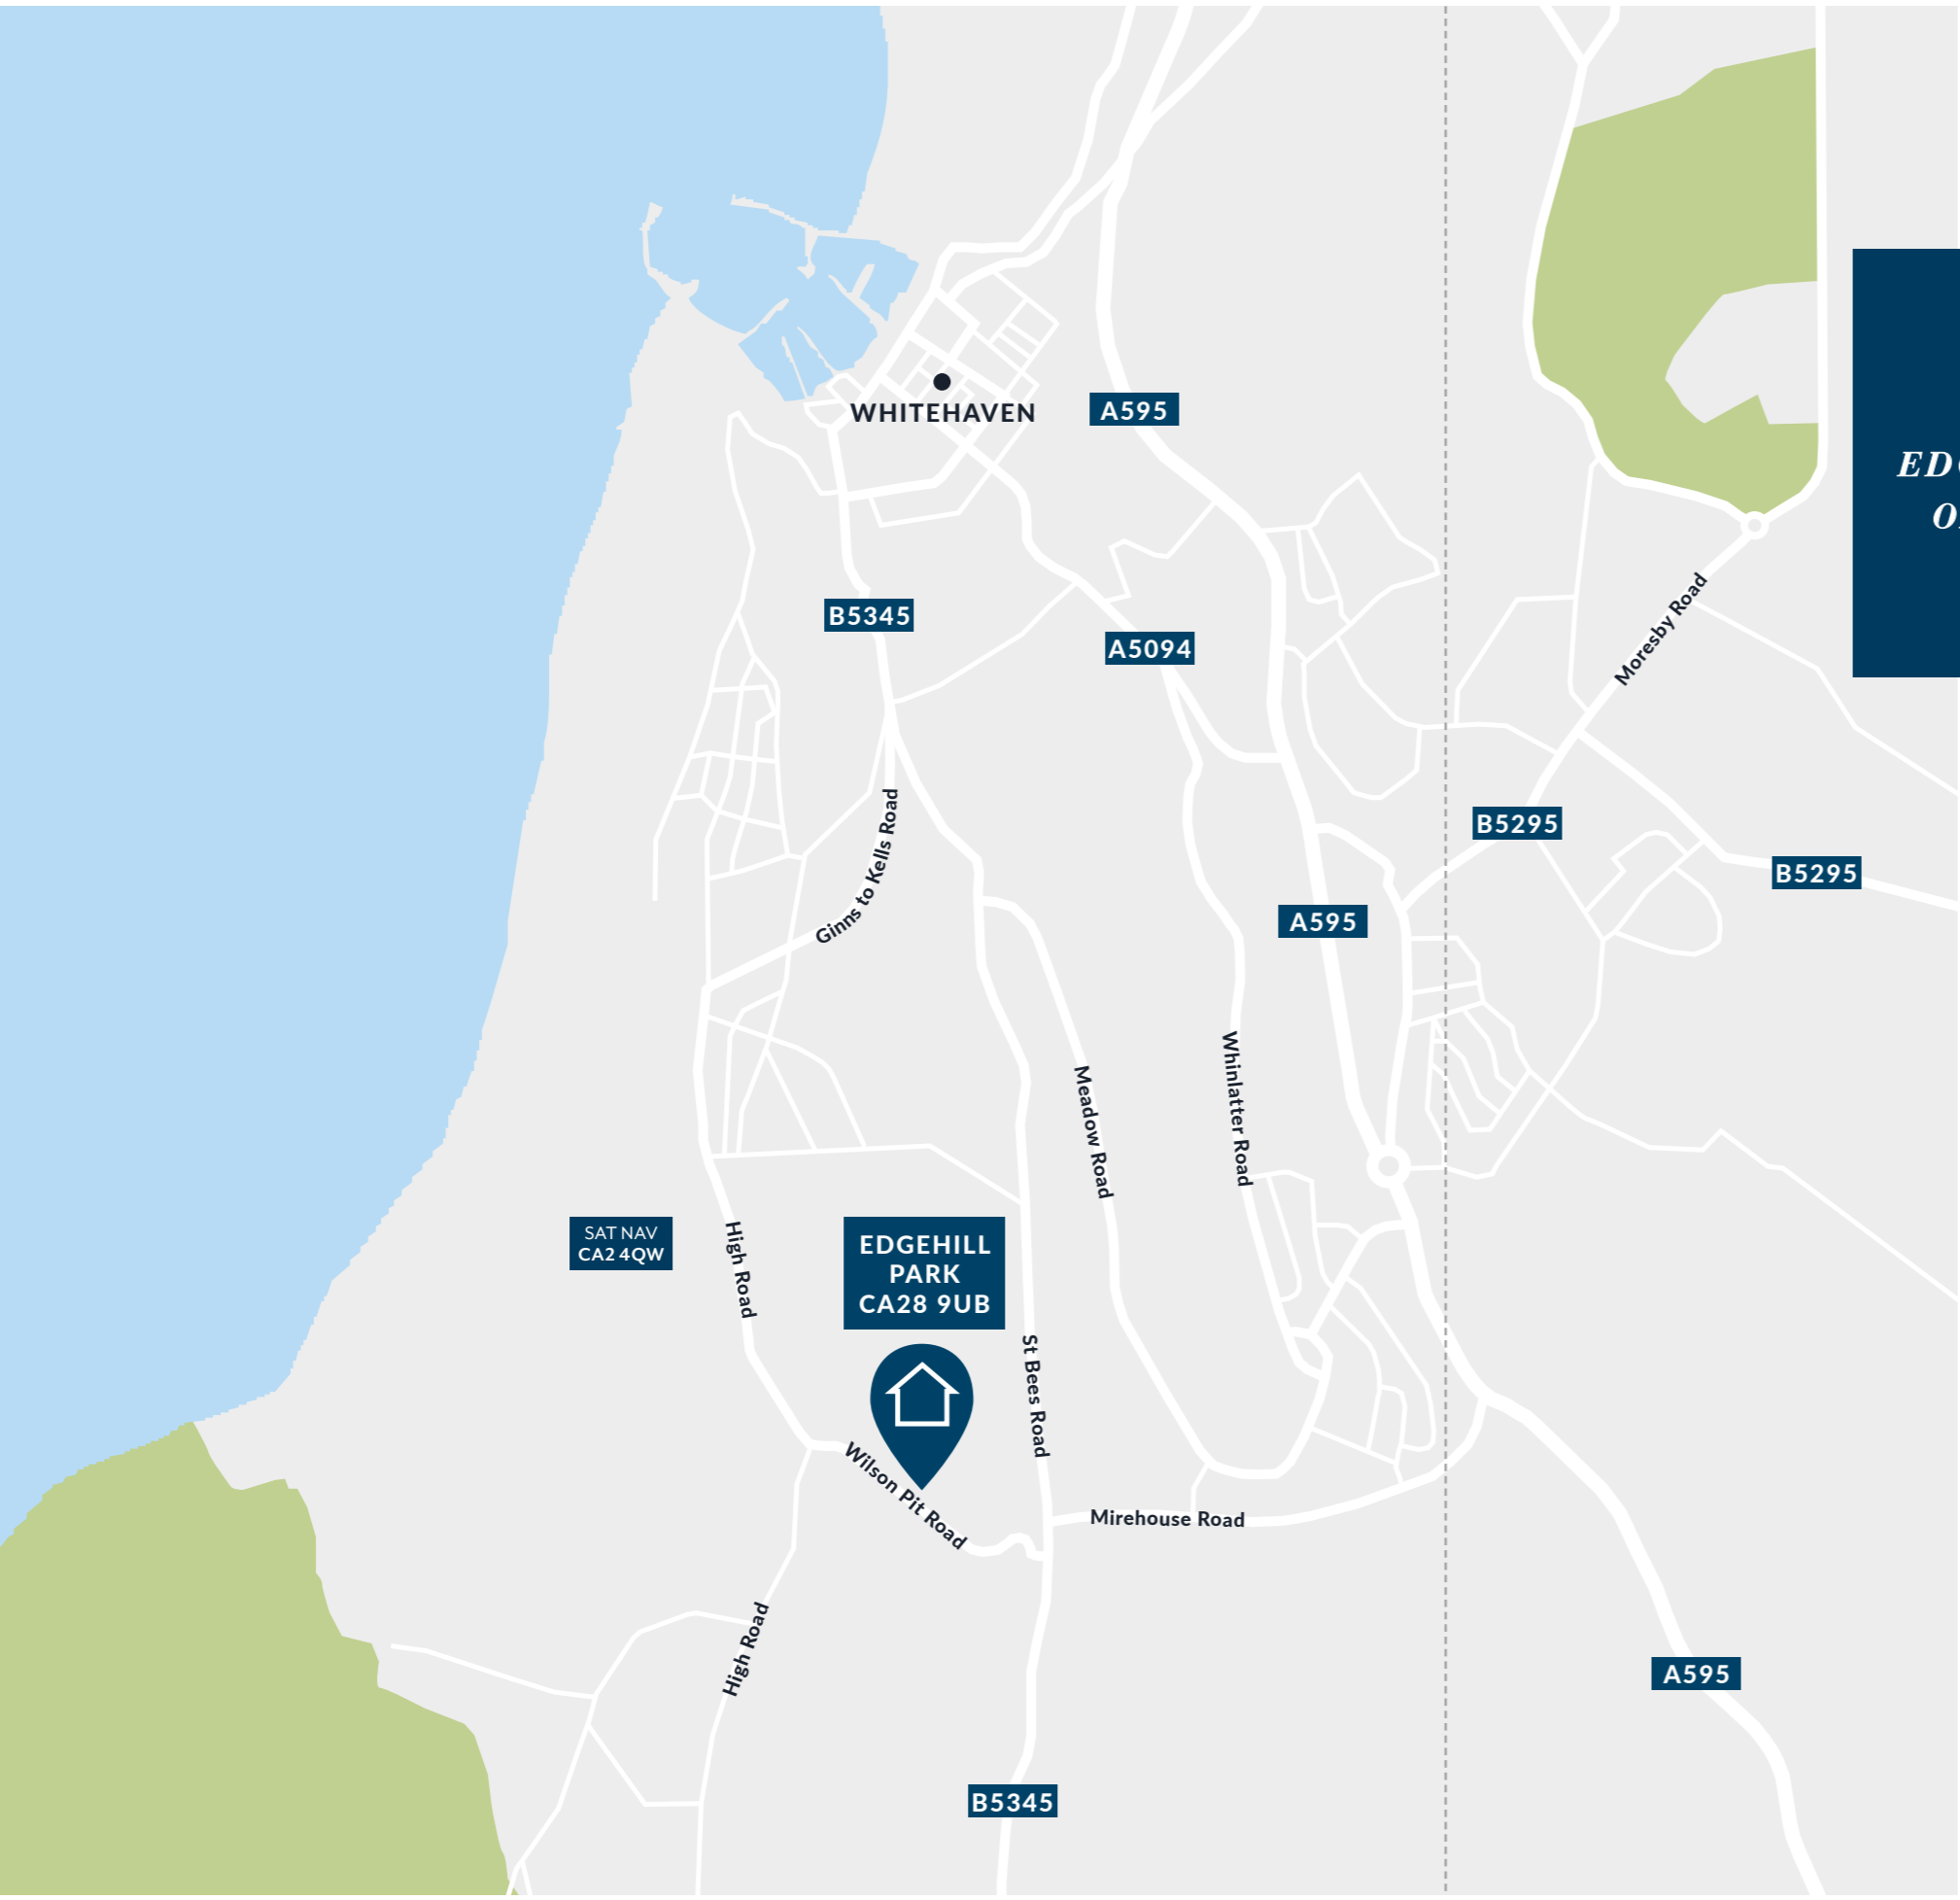 WHITEHAVEN
A595
B5345
A5094
Moresby Road
B5295
B5295
Ginns to Kells Road
A595
Whinlatter Road
Meadow Road
SAT NAV
CA2 4QW
High Road
EDGEHILL
PARK
CA28 9UB
St Bees Road
Wilson Pit Road
Mirehouse Road
High Road
A595
B5345